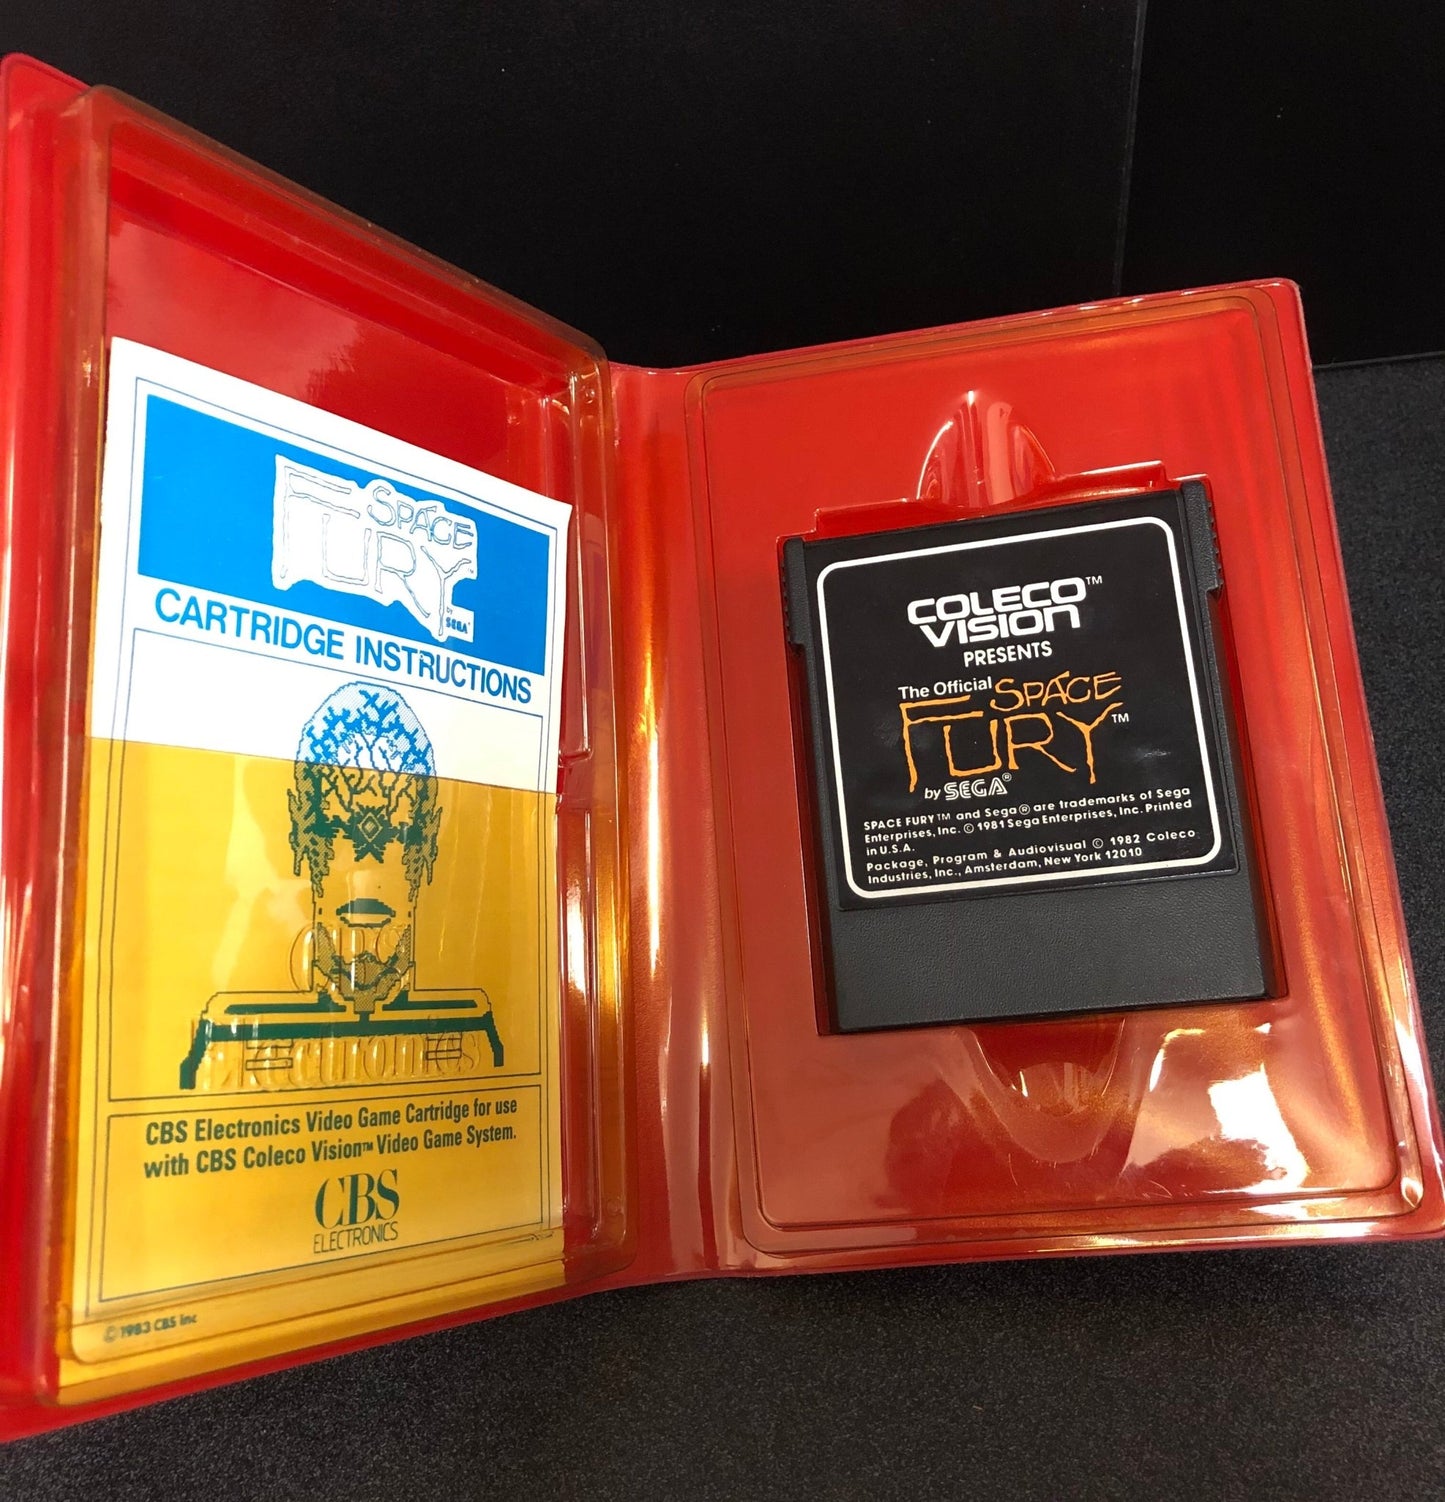 SPACE
FURY™
by
SEGA®
CARTRIDGE INSTRUCTIONS
CBS
Electronics
CBS Electronics Video Game Cartridge for use
with CBS Coleco Vision™ Video Game System.
CBS
ELECTRONICS
© 1983 CBS Inc
COLECO™
VISION
PRESENTS
The Official SPACE
FURY™
by SEGA®
SPACE FURY™ and Sega® are trademarks of Sega
Enterprises, Inc. © 1981 Sega Enterprises, Inc. Printed
in U.S.A.
Package, Program & Audiovisual © 1982 Coleco
Industries, Inc., Amsterdam, New York 12010